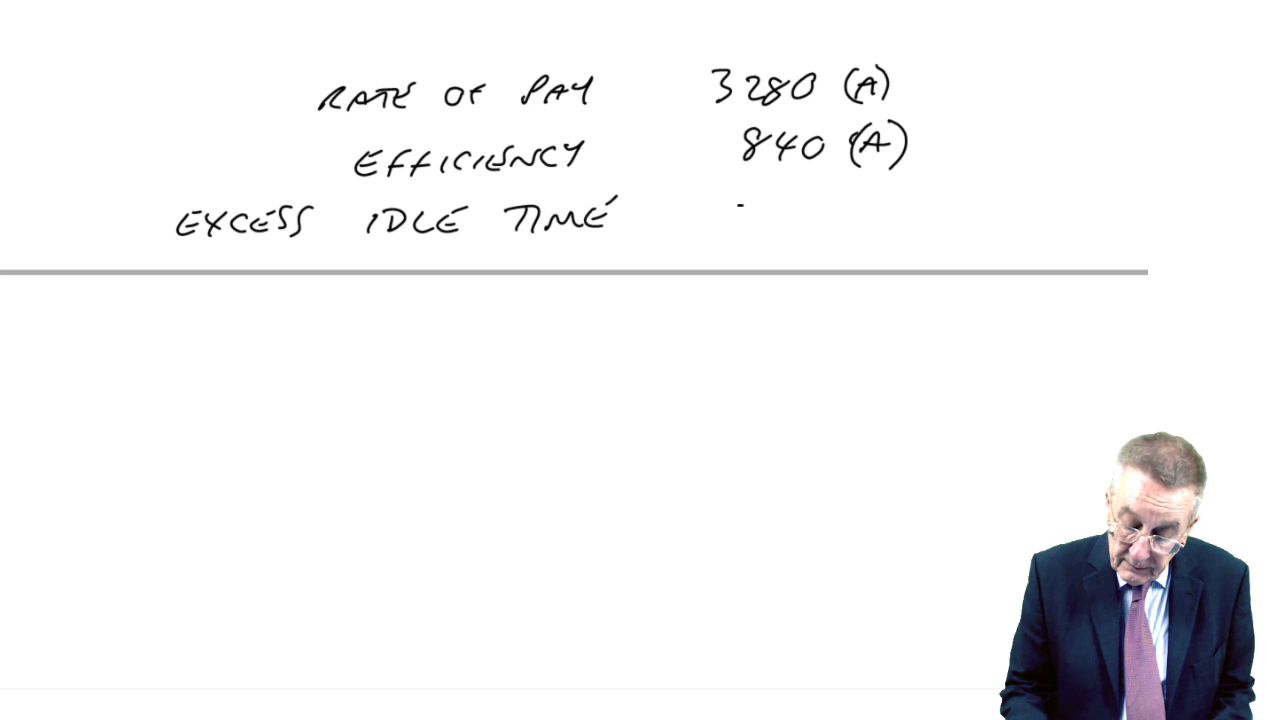 RATE OF PAY 3280 (A)
EFFICIENCY 840 (A)
EXCESS IDLE TIME -